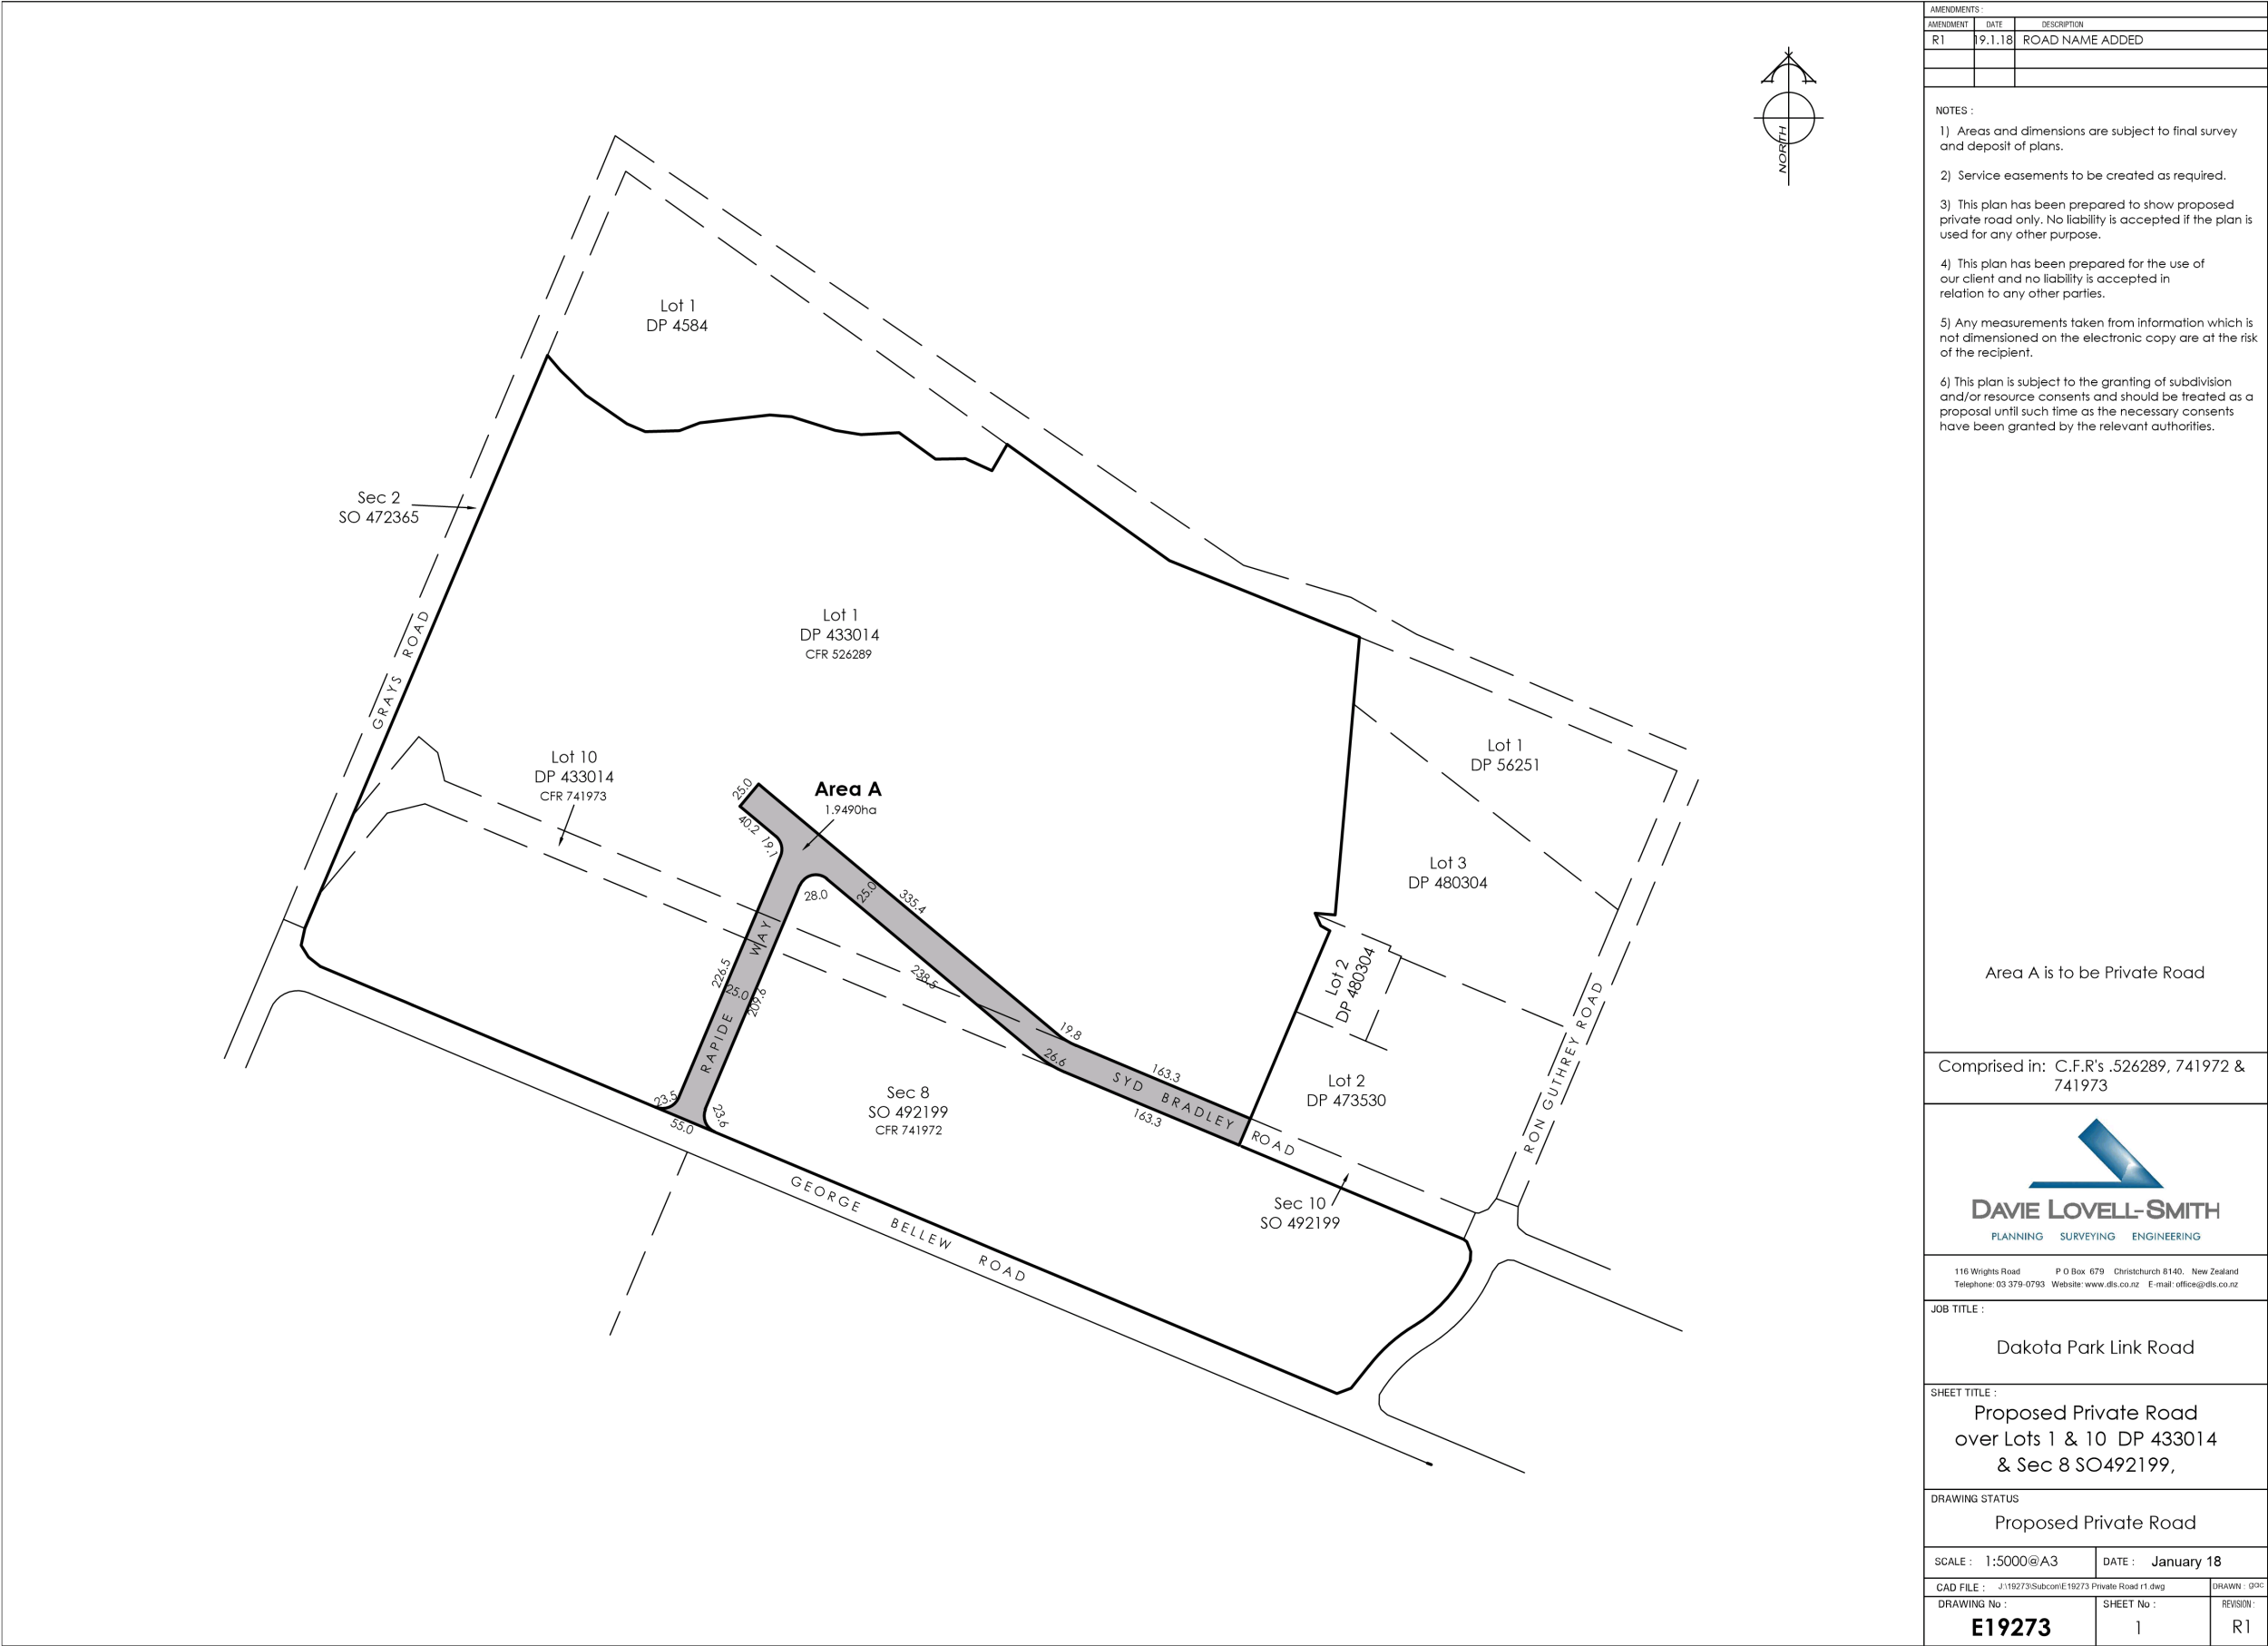 AMENDMENTS :
AMENDMENT DATE DESCRIPTION
R1 19.1.18 ROAD NAME ADDED
NORTH
NOTES :
1) Areas and dimensions are subject to final survey
and deposit of plans.
2) Service easements to be created as required.
3) This plan has been prepared to show proposed
private road only. No liability is accepted if the plan is
used for any other purpose.
4) This plan has been prepared for the use of
our client and no liability is accepted in
relation to any other parties.
5) Any measurements taken from information which is
not dimensioned on the electronic copy are at the risk
of the recipient.
6) This plan is subject to the granting of subdivision
and/or resource consents and should be treated as a
proposal until such time as the necessary consents
have been granted by the relevant authorities.
Lot 1
DP 4584
Sec 2
SO 472365
GRAYS ROAD
Lot 1
DP 433014
CFR 526289
Lot 10
DP 433014
CFR 741973
Area A
1.9490ha
25.0
40.2
19.1
28.0
25.0
335.4
226.5
25.0
209.6
238.5
RAPIDE WAY
23.5
55.0
23.6
19.8
26.6
163.3
163.3
SYD BRADLEY ROAD
Sec 8
SO 492199
CFR 741972
GEORGE BELLEW ROAD
Lot 1
DP 56251
Lot 3
DP 480304
Lot 2
DP 480304
Lot 2
DP 473530
Sec 10
SO 492199
RON GUTHREY ROAD
Area A is to be Private Road
Comprised in: C.F.R's .526289, 741972 &
741973
DAVIE LOVELL-SMITH
PLANNING SURVEYING ENGINEERING
116 Wrights Road P O Box 679 Christchurch 8140. New Zealand
Telephone: 03 379-0793 Website: www.dls.co.nz E-mail: office@dls.co.nz
JOB TITLE :
Dakota Park Link Road
SHEET TITLE :
Proposed Private Road
over Lots 1 & 10 DP 433014
& Sec 8 SO492199,
DRAWING STATUS
Proposed Private Road
SCALE : 1:5000@A3 DATE : January 18
CAD FILE : J:\19273\Subcon\E19273 Private Road r1.dwg DRAWN : gac
DRAWING No : SHEET No : REVISION :
E19273 1 R1